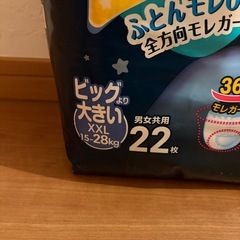 ふとんモレ
全方向モレガー
36
モレガー
ビッグより
大きい
XXL
15-28kg
男女共用
22枚